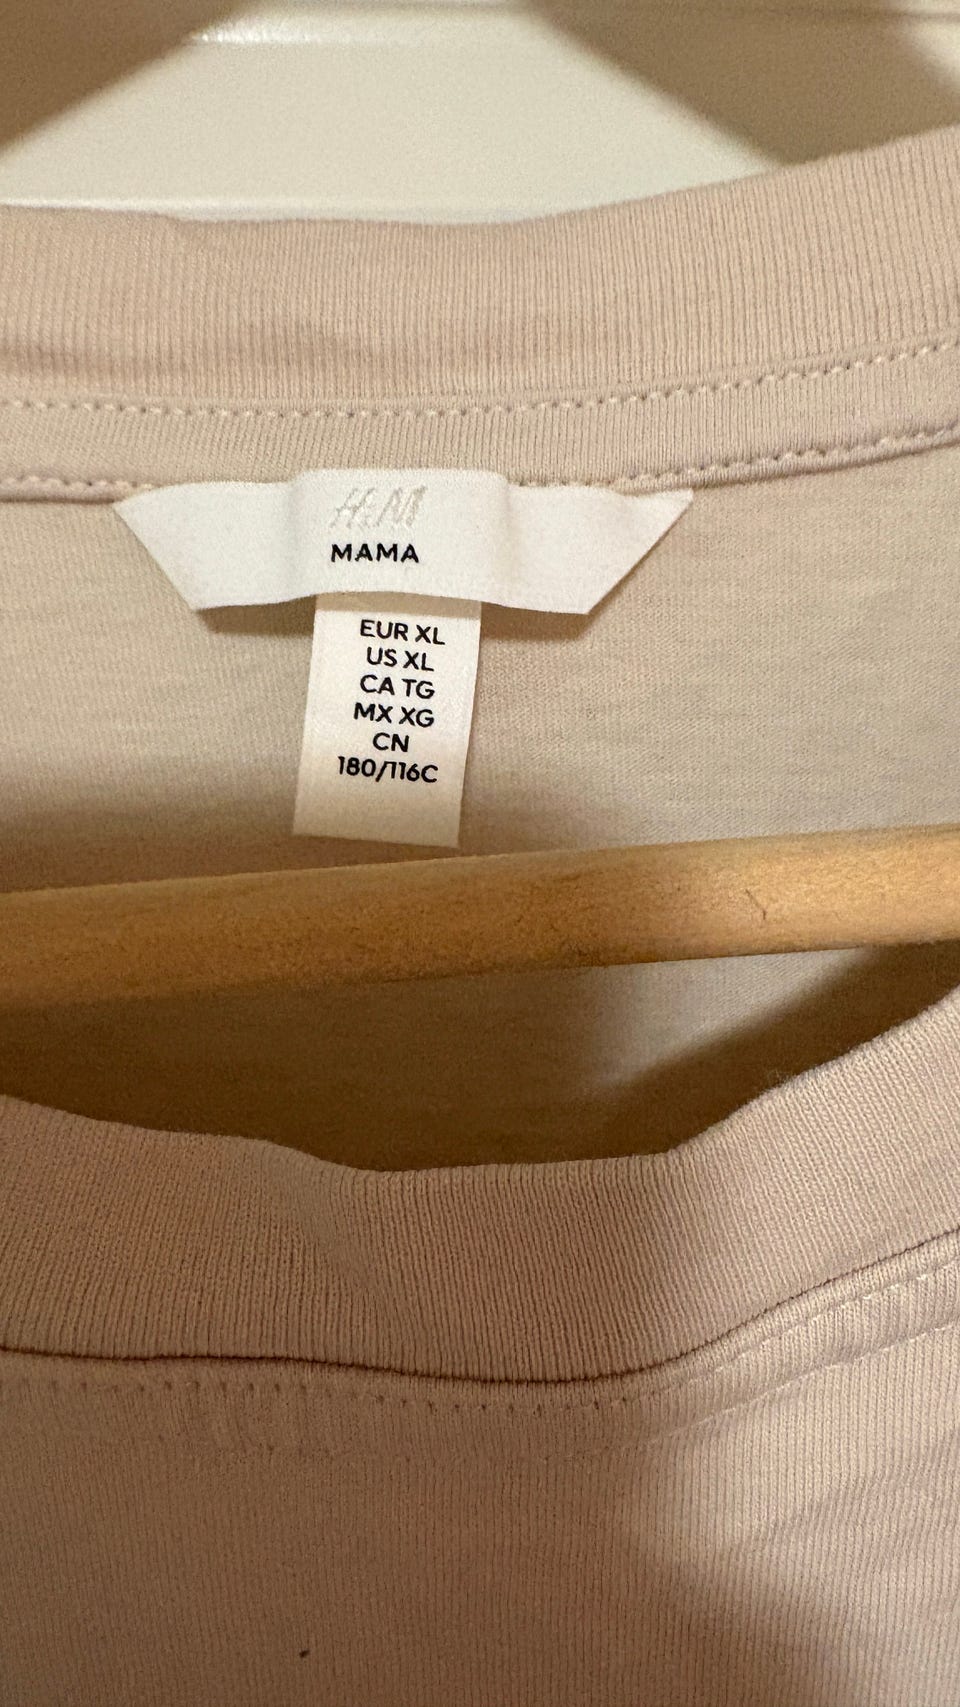 H&M
MAMA
EUR XL
US XL
CA TG
MX XG
CN
180/116C